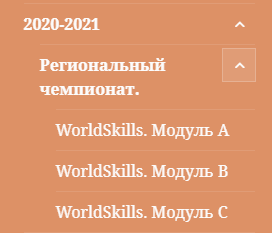 2020-2021
Региональный
чемпионат.
WorldSkills. Модуль А
WorldSkills. Модуль В
WorldSkills. Модуль С